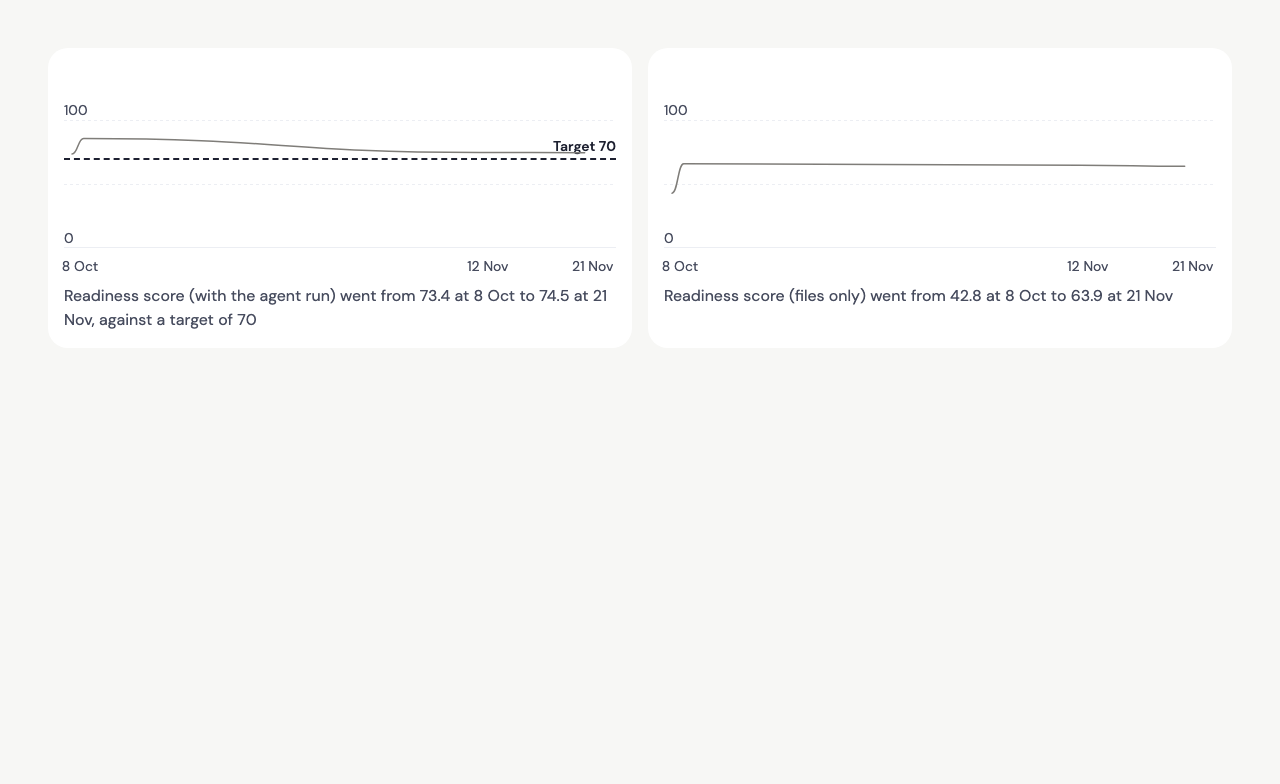 100
Target 70
0
8 Oct
12 Nov
21 Nov
Readiness score (with the agent run) went from 73.4 at 8 Oct to 74.5 at 21
Nov, against a target of 70
100
0
8 Oct
12 Nov
21 Nov
Readiness score (files only) went from 42.8 at 8 Oct to 63.9 at 21 Nov